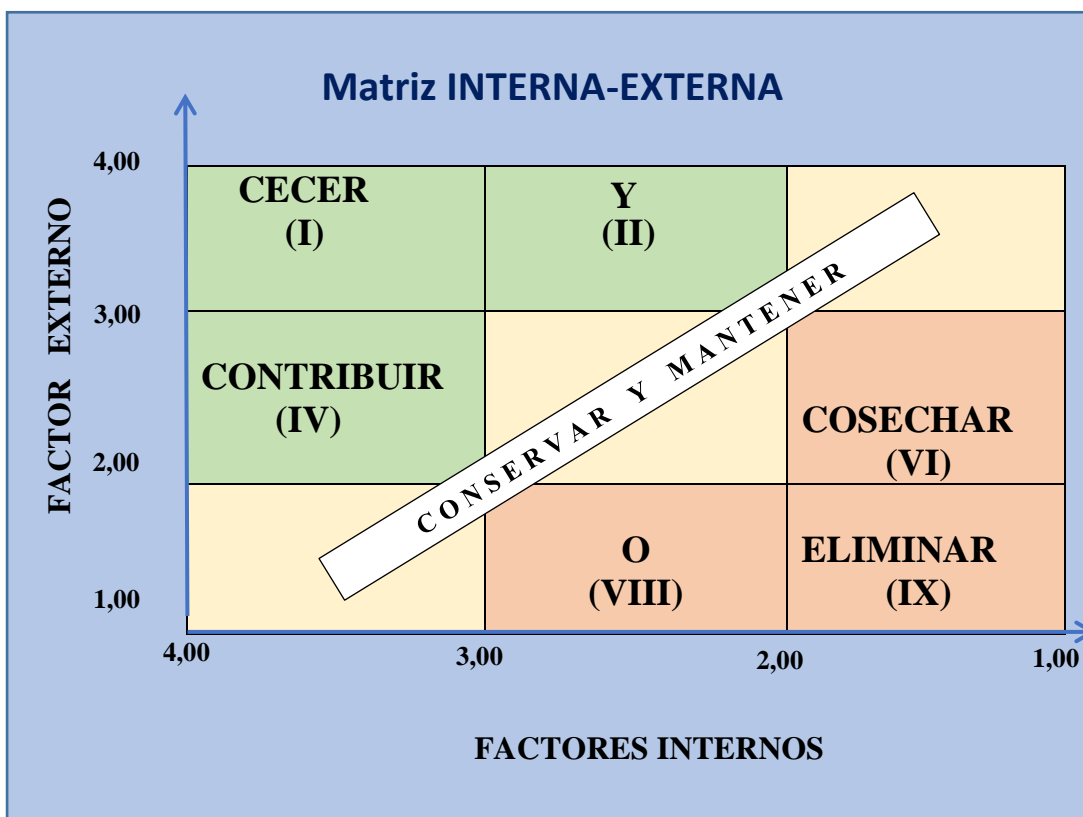 Matriz INTERNA-EXTERNA
4,00
CECER
(I)
Y
(II)
FACTOR EXTERNO
3,00
CONTRIBUIR
(IV)
CONSERVAR Y MANTENER
COSECHAR
(VI)
2,00
O
(VIII)
ELIMINAR
(IX)
1,00
4,00
3,00
2,00
1,00
FACTORES INTERNOS